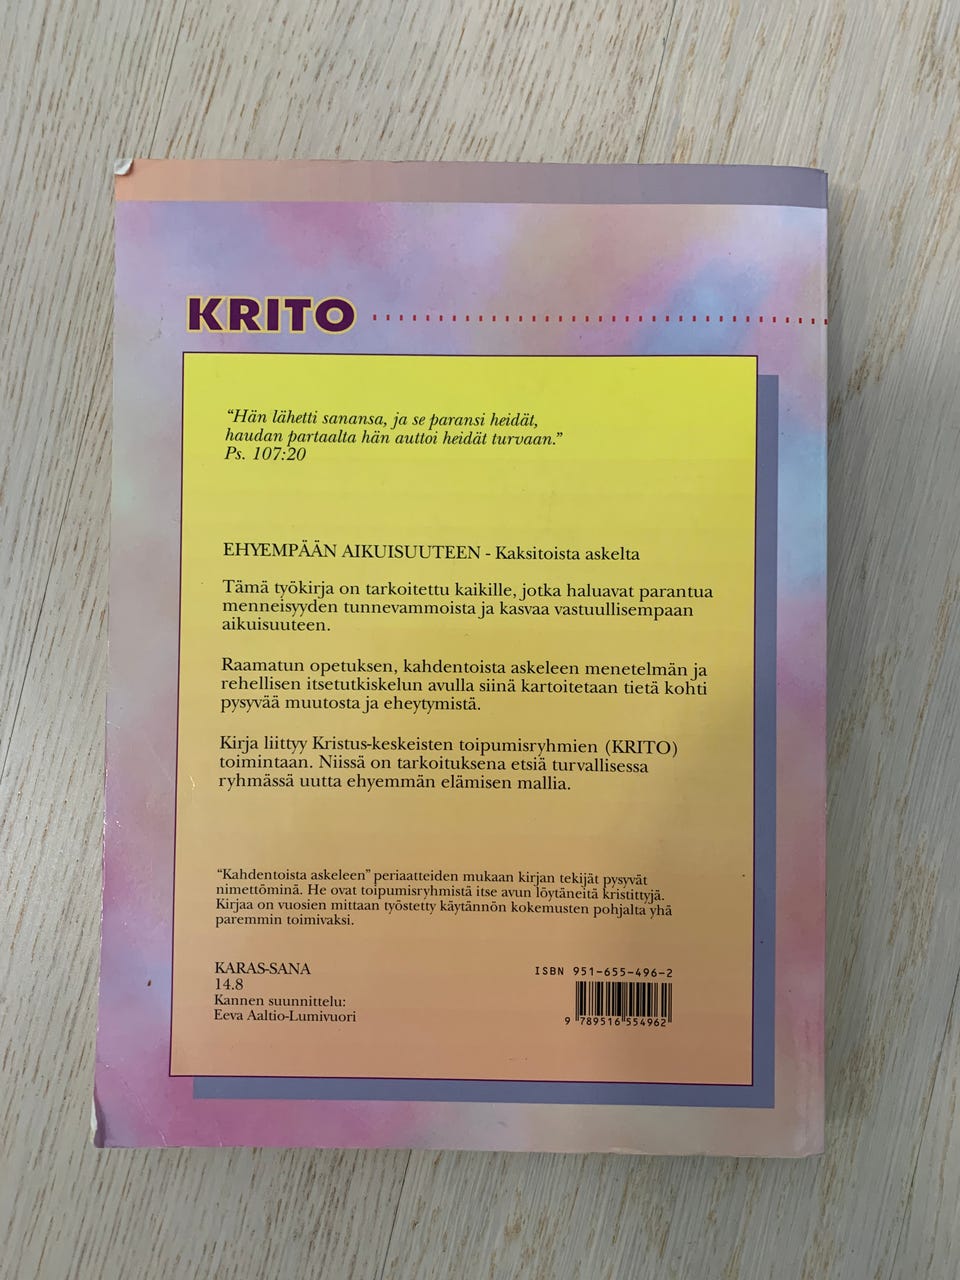 KRITO
“Hän lähetti sanansa, ja se paransi heidät,
haudan partaalta hän auttoi heidät turvaan.”
Ps. 107:20
EHYEMPÄÄN AIKUISUUTEEN - Kaksitoista askelta
Tämä työkirja on tarkoitettu kaikille, jotka haluavat parantua
menneisyyden tunnevammoista ja kasvaa vastuullisempaan
aikuisuuteen.
Raamatun opetuksen, kahdentoista askeleen menetelmän ja
rehellisen itsetutkiskelun avulla siinä kartoitetaan tietä kohti
pysyvää muutosta ja eheytymistä.
Kirja liittyy Kristus-keskeisten toipumisryhmien (KRITO)
toimintaan. Niissä on tarkoituksena etsiä turvallisessa
ryhmässä uutta ehyemmän elämisen mallia.
“Kahdentoista askeleen” periaatteiden mukaan kirjan tekijät pysyvät
nimettöminä. He ovat toipumisryhmistä itse avun löytäneitä kristittyjä.
Kirjaa on vuosien mittaan työstetty käytännön kokemusten pohjalta yhä
paremmin toimivaksi.
KARAS-SANA
14.8
Kannen suunnittelu:
Eeva Aaltio-Lumivuori
ISBN 951-655-496-2
9 789516 554962